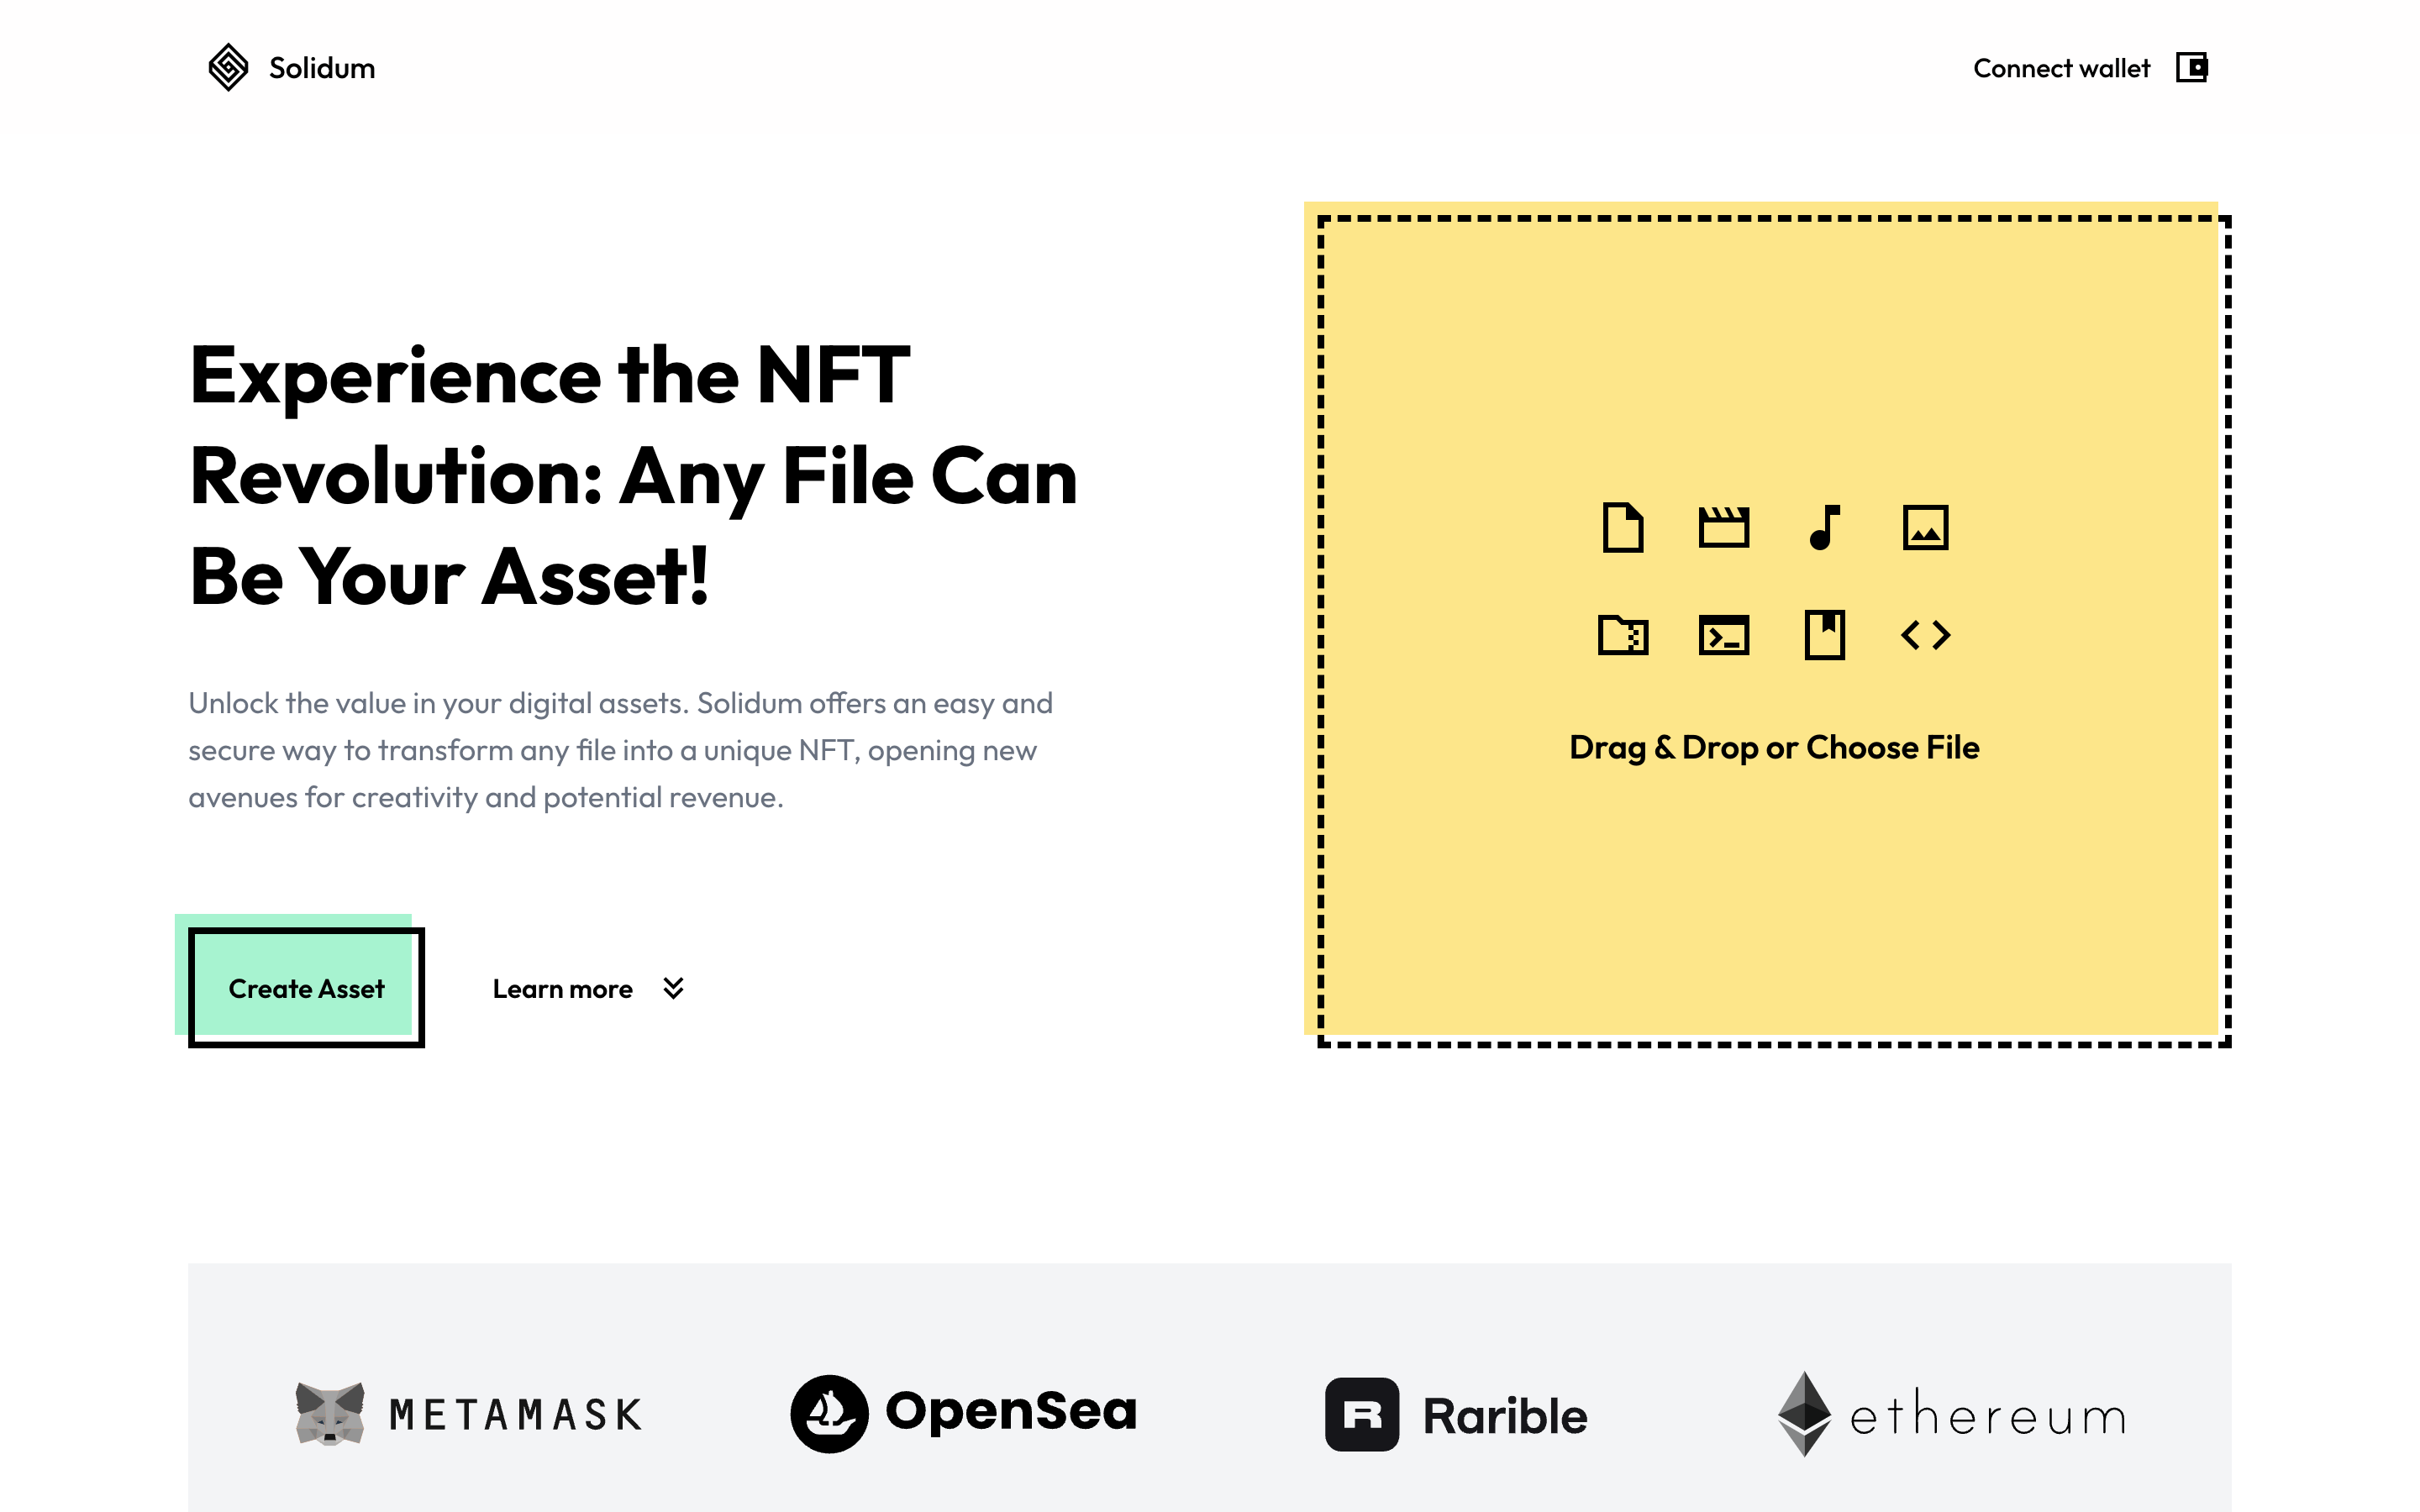 Solidum
Connect wallet
Experience the NFT
Revolution: Any File Can
Be Your Asset!
Unlock the value in your digital assets. Solidum offers an easy and
secure way to transform any file into a unique NFT, opening new
avenues for creativity and potential revenue.
Create Asset
Learn more
Drag & Drop or Choose File
METAMASK
OpenSea
R
Rarible
ethereum